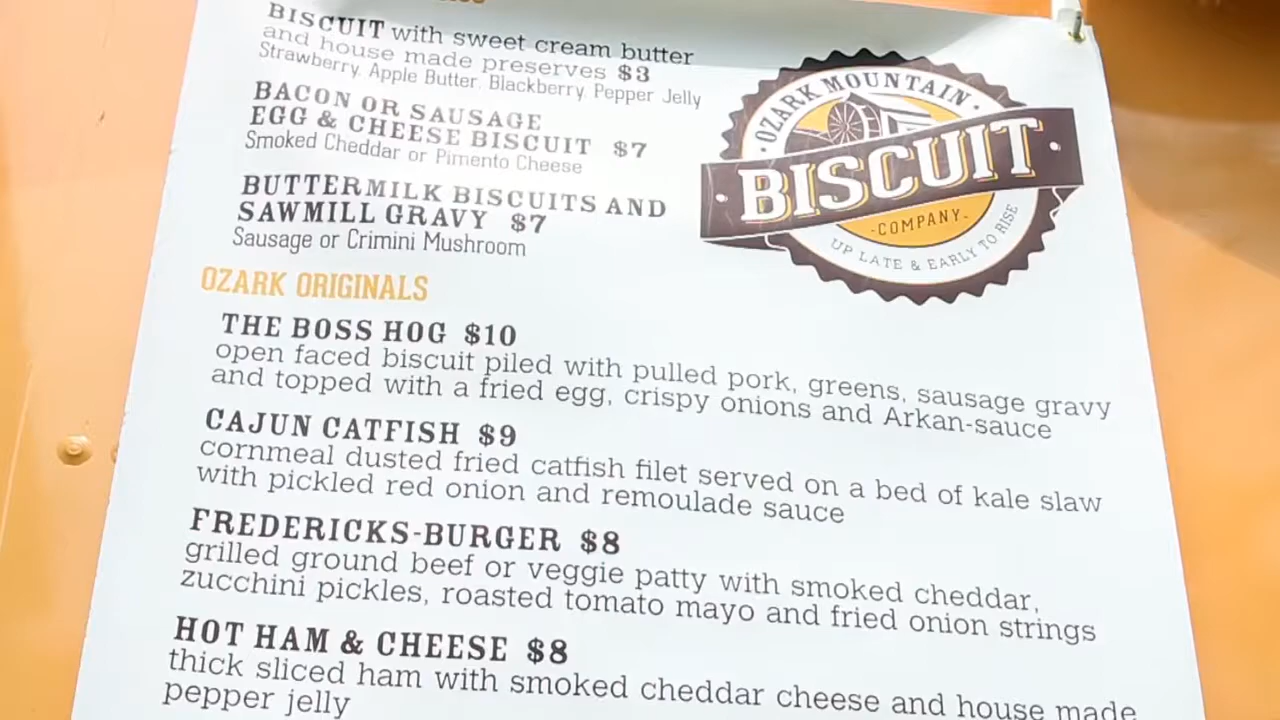 BISCUIT with sweet cream butter
and house made preserves $3
Strawberry, Apple Butter, Blackberry, Pepper Jelly
BACON OR SAUSAGE
EGG & CHEESE BISCUIT $7
Smoked Cheddar or Pimento Cheese
BUTTERMILK BISCUITS AND
SAWMILL GRAVY $7
Sausage or Crimini Mushroom
OZARK MOUNTAIN
BISCUIT
-COMPANY-
UP LATE & EARLY TO RISE
OZARK ORIGINALS
THE BOSS HOG $10
open faced biscuit piled with pulled pork, greens, sausage gravy
and topped with a fried egg, crispy onions and Arkan-sauce
CAJUN CATFISH $9
cornmeal dusted fried catfish filet served on a bed of kale slaw
with pickled red onion and remoulade sauce
FREDERICKS-BURGER $8
grilled ground beef or veggie patty with smoked cheddar,
zucchini pickles, roasted tomato mayo and fried onion strings
HOT HAM & CHEESE $8
thick sliced ham with smoked cheddar cheese and house made
pepper jelly